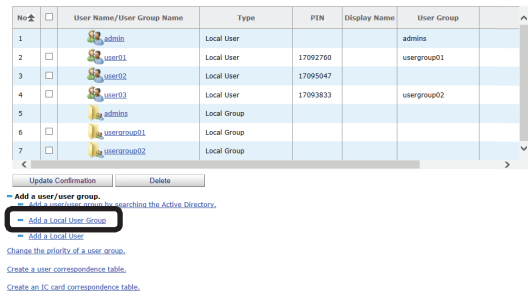 No User Name/User Group Name Type PIN Display Name User Group
1 admin Local User admins
2 user01 Local User 17092760 usergroup01
3 user02 Local User 17095047
4 user03 Local User 17093833 usergroup02
5 admins Local Group
6 usergroup01 Local Group
7 usergroup02 Local Group
Update Confirmation Delete
Add a user/user group.
Add a user/user group by searching the Active Directory.
Add a Local User Group
Add a Local User
Change the priority of a user group.
Create a user correspondence table.
Create an IC card correspondence table.